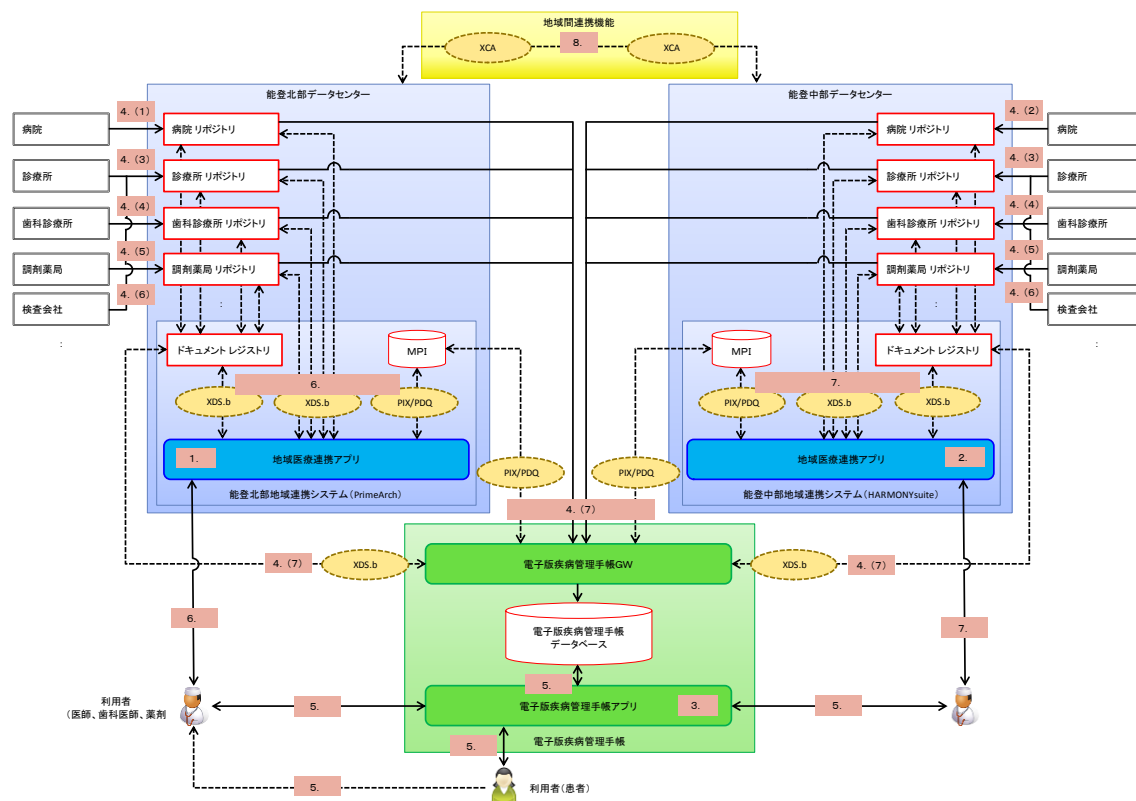 地域間連携機能
XCA
8.
XCA
能登北部データセンター
能登中部データセンター
4.（1）
病院
病院 リポジトリ
病院 リポジトリ
4.（2）
病院
4.（3）
診療所
診療所 リポジトリ
診療所 リポジトリ
4.（3）
診療所
4.（4）
歯科診療所
歯科診療所 リポジトリ
歯科診療所 リポジトリ
4.（4）
歯科診療所
4.（5）
調剤薬局
調剤薬局 リポジトリ
調剤薬局 リポジトリ
4.（5）
調剤薬局
4.（6）
検査会社
：
：
4.（6）
検査会社
：
：
ドキュメント レジストリ
MPI
MPI
ドキュメント レジストリ
6.
7.
XDS.b
XDS.b
PIX/PDQ
PIX/PDQ
XDS.b
XDS.b
1.
地域医療連携アプリ
地域医療連携アプリ
2.
PIX/PDQ
PIX/PDQ
能登北部地域連携システム（PrimeArch）
能登中部地域連携システム（HARMONYsuite）
4.（7）
4.（7）
XDS.b
電子版疾病管理手帳GW
XDS.b
4.（7）
6.
電子版疾病管理手帳
データベース
7.
5.
利用者
（医師、歯科医師、薬剤
5.
電子版疾病管理手帳アプリ
3.
5.
5.
電子版疾病管理手帳
5.
利用者（患者）